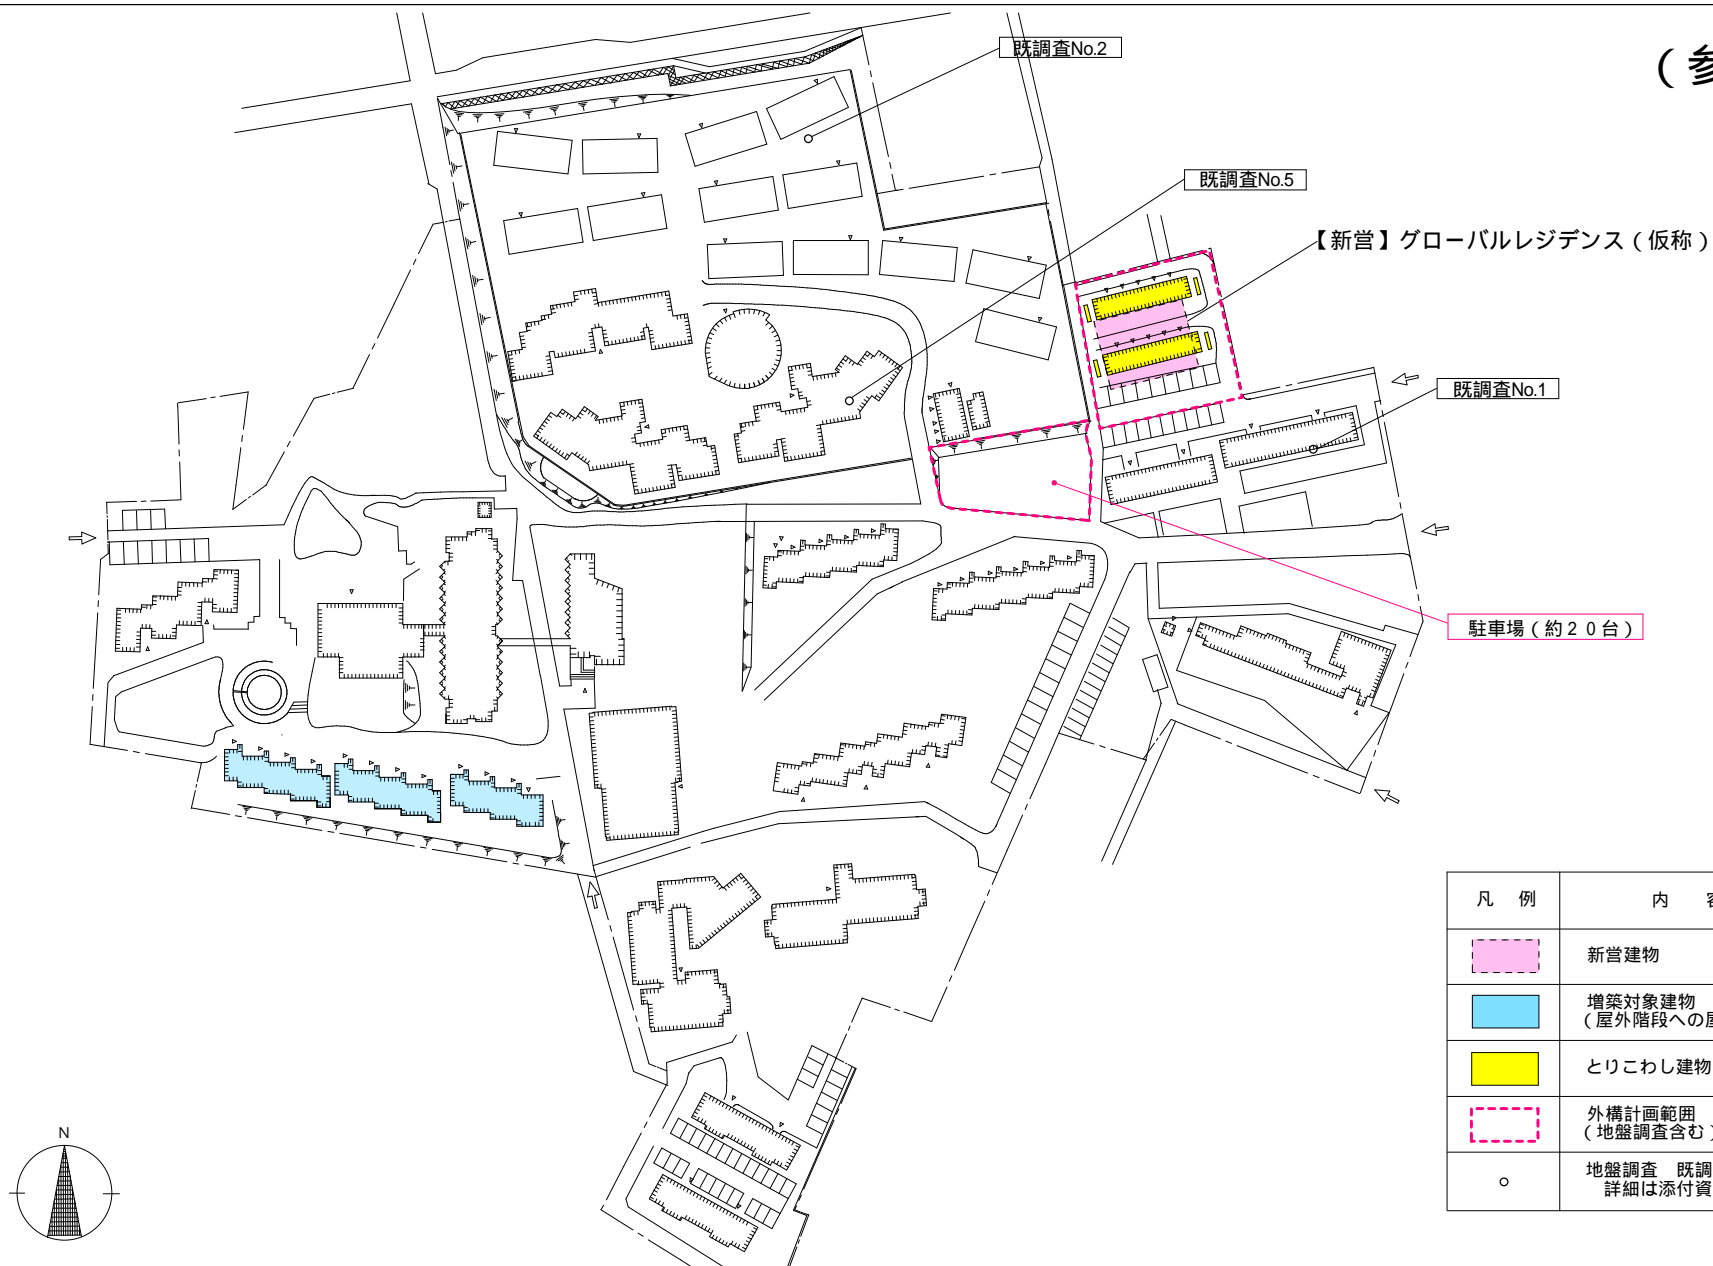 （参
既調査No.2
既調査No.5
【新営】グローバルレジデンス（仮称）
既調査No.1
駐車場（約２０台）
凡　例
内　容
新営建物
増築対象建物
（屋外階段への屋
とりこわし建物
外構計画範囲
（地盤調査含む）
地盤調査　既調
詳細は添付資
N